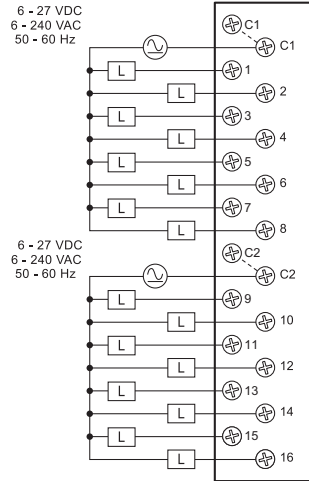 6 - 27 VDC
6 - 240 VAC
50 - 60 Hz
C1
C1
L 1
L 2
L 3
L 4
L 5
L 6
L 7
L 8
6 - 27 VDC
6 - 240 VAC
50 - 60 Hz
C2
C2
L 9
L 10
L 11
L 12
L 13
L 14
L 15
L 16